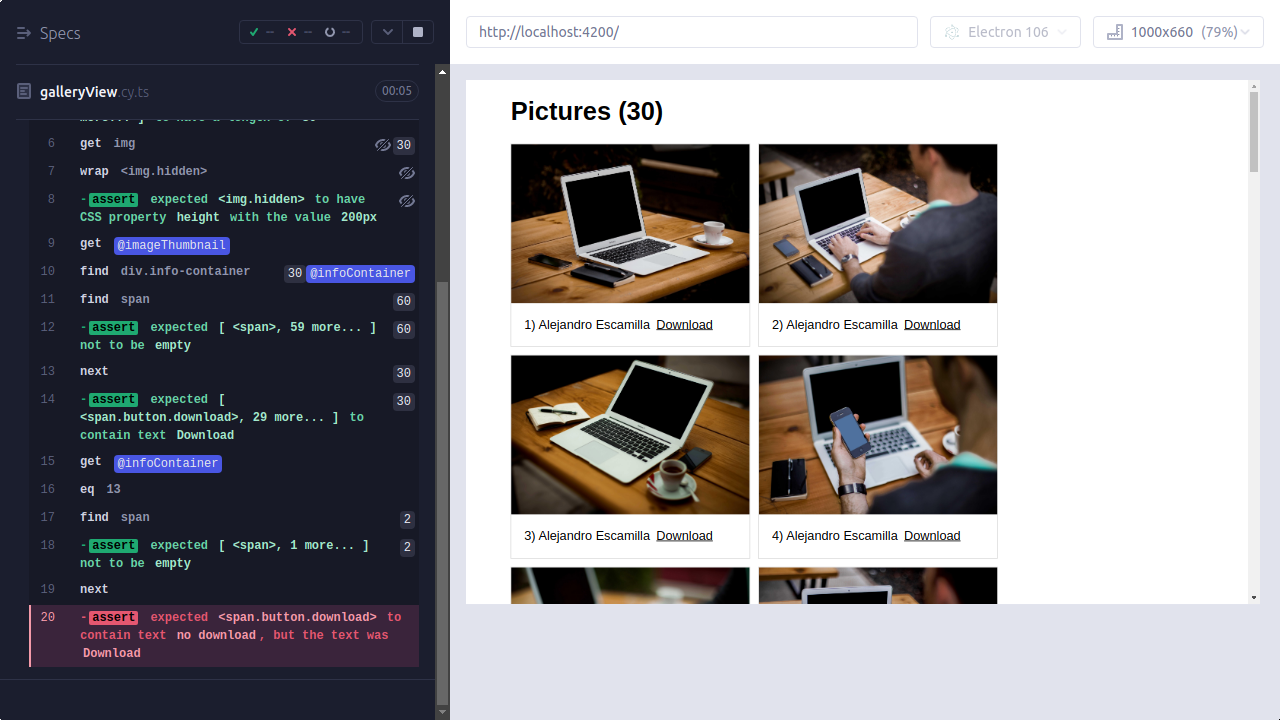 Specs
-- -- --
galleryView.cy.ts 00:05
more... ] to have a length of 30
6 get img 30
7 wrap <img.hidden>
8 -assert expected <img.hidden> to have
CSS property height with the value 200px
9 get @imageThumbnail
10 find div.info-container 30 @infoContainer
11 find span 60
12 -assert expected [ <span>, 59 more... ] 60
not to be empty
13 next 30
14 -assert expected [ 30
<span.button.download>, 29 more... ] to
contain text Download
15 get @infoContainer
16 eq 13
17 find span 2
18 -assert expected [ <span>, 1 more... ] 2
not to be empty
19 next
20 -assert expected <span.button.download> to
contain text no download, but the text was
Download
http://localhost:4200/ Electron 106 1000x660 (79%)
Pictures (30)
1) Alejandro Escamilla Download
2) Alejandro Escamilla Download
3) Alejandro Escamilla Download
4) Alejandro Escamilla Download